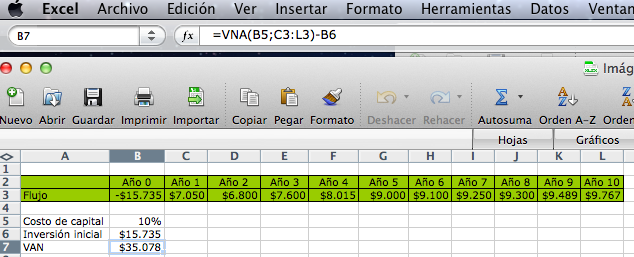 Excel Archivo Edición Ver Insertar Formato Herramientas Datos Ventan
B7 fx =VNA(B5;C3:L3)-B6
XLSX Imág
Nuevo Abrir Guardar Imprimir Importar Copiar Pegar Formato Deshacer Rehacer Autosuma Orden A-Z Orden
Hojas Gráficos
A B C D E F G H I J K L
1
2 Año 0 Año 1 Año 2 Año 3 Año 4 Año 5 Año 6 Año 7 Año 8 Año 9 Año 10
3 Flujo -$15.735 $7.050 $6.800 $7.600 $8.015 $9.000 $9.100 $9.250 $9.300 $9.489 $9.767
4
5 Costo de capital 10%
6 Inversión inicial $15.735
7 VAN $35.078